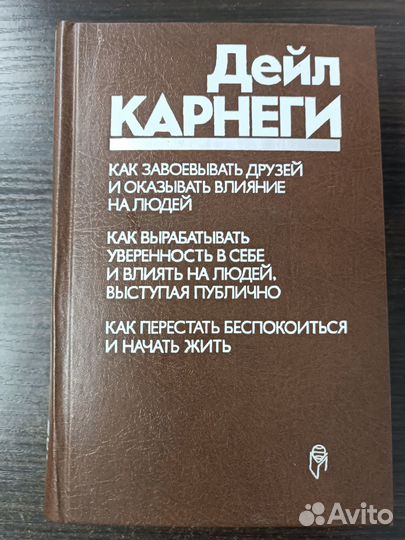 Дейл
КАРНЕГИ
КАК ЗАВОЕВЫВАТЬ ДРУЗЕЙ
И ОКАЗЫВАТЬ ВЛИЯНИЕ
НА ЛЮДЕЙ
КАК ВЫРАБАТЫВАТЬ
УВЕРЕННОСТЬ В СЕБЕ
И ВЛИЯТЬ НА ЛЮДЕЙ,
ВЫСТУПАЯ ПУБЛИЧНО
КАК ПЕРЕСТАТЬ БЕСПОКОИТЬСЯ
И НАЧАТЬ ЖИТЬ
Avito